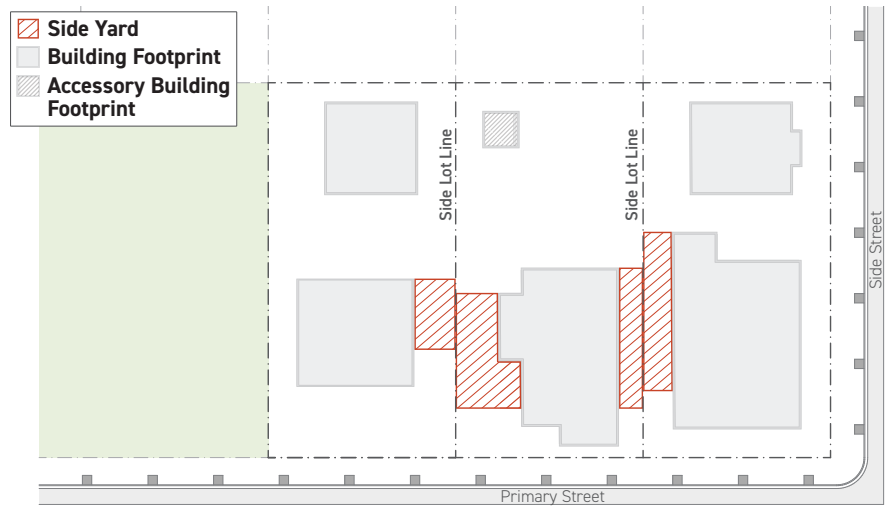 Side Yard
Building Footprint
Accessory Building
Footprint
Side Lot Line
Side Lot Line
Side Street
Primary Street